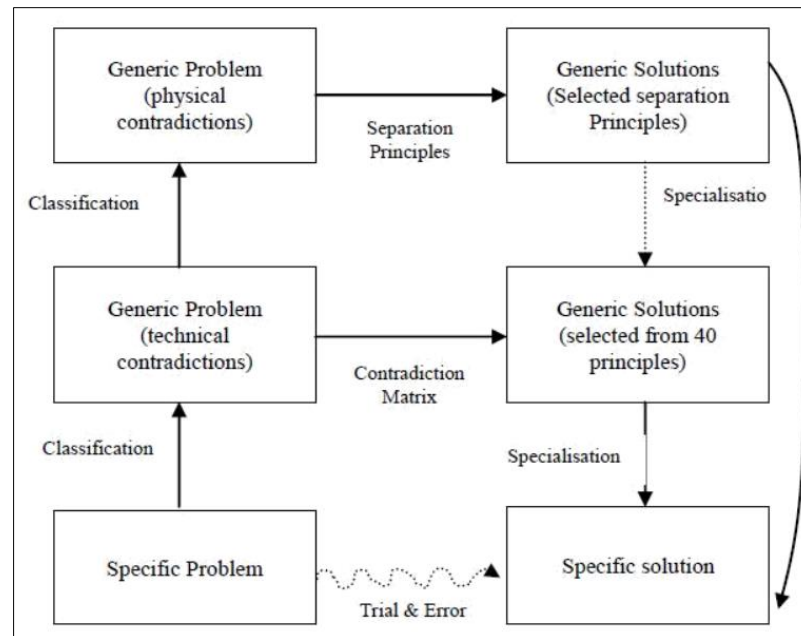 Generic Problem
(physical
contradictions)
Separation
Principles
Generic Solutions
(Selected separation
Principles)
Classification
Specialisatio
Generic Problem
(technical
contradictions)
Contradiction
Matrix
Generic Solutions
(selected from 40
principles)
Classification
Specialisation
Specific Problem
Trial & Error
Specific solution